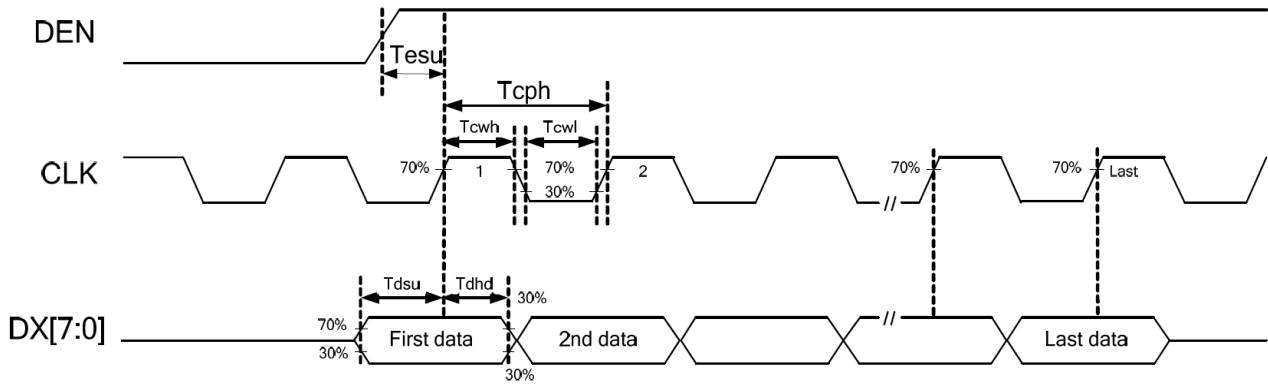 DEN
Tesu
Tcph
Tcwh
Tcwl
CLK
70%
1
70%
30%
2
//
70%
70%
Last
Tdsu
Tdhd
30%
DX[7:0]
70%
30%
First data
30%
2nd data
//
Last data